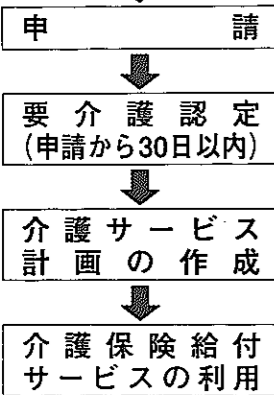 申請
要介護認定
(申請から30日以内)
介護サービス
計画の作成
介護保険給付
サービスの利用